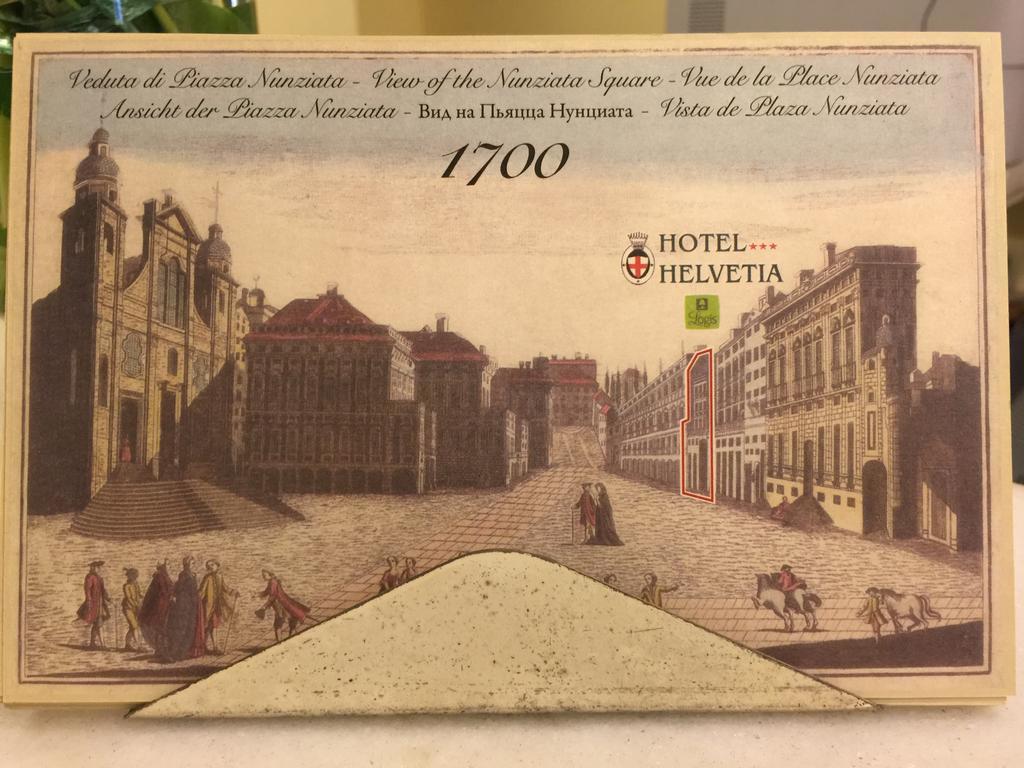 Veduta di Piazza Nunziata - View of the Nunziata Square - Vue de la Place Nunziata
Ansicht der Piazza Nunziata - Вид на Пьяцца Нунциата - Vista de Plaza Nunziata
1700
HOTEL***
HELVETIA
Logis